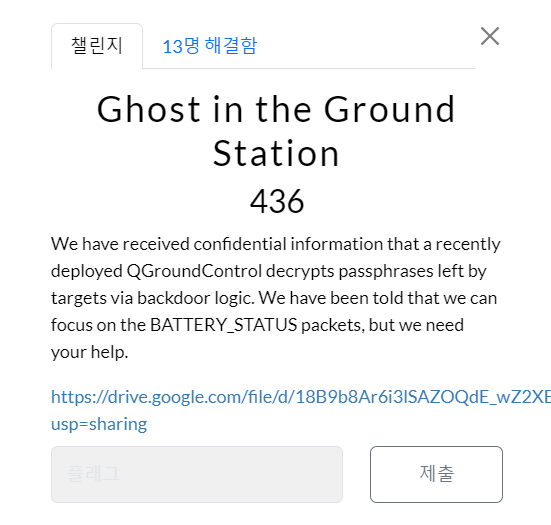 챌린지
13명 해결함
Ghost in the Ground
Station
436
We have received confidential information that a recently
deployed QGroundControl decrypts passphrases left by
targets via backdoor logic. We have been told that we can
focus on the BATTERY_STATUS packets, but we need
your help.
https://drive.google.com/file/d/18B9b8Ar6i3lSAZOQdE_wZ2XE
usp=sharing
플래그
제출